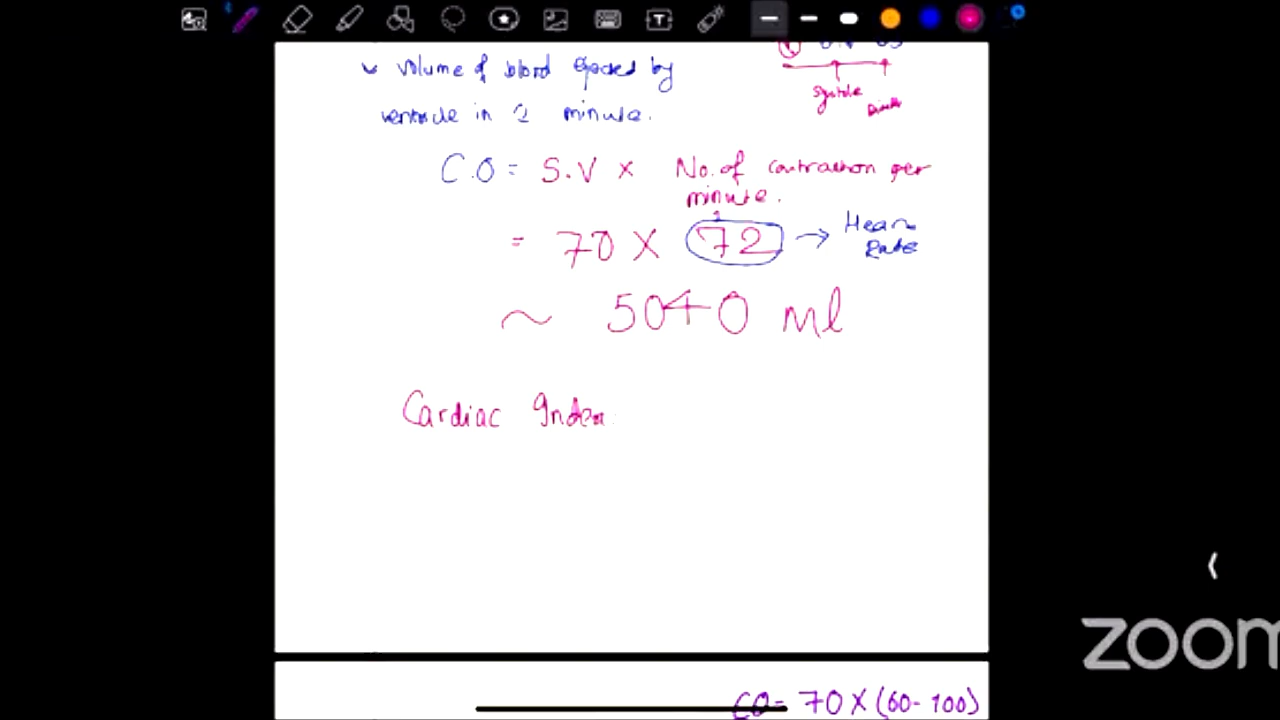 volume of blood ejected by
systole
ventricle in 1 minute.
C.O = S.V × No. of contraction per
minute.
= 70 × 72 → Heart
Rate
~ 5040 ml
Cardiac Index
zoom
CO = 70 × (60-100)